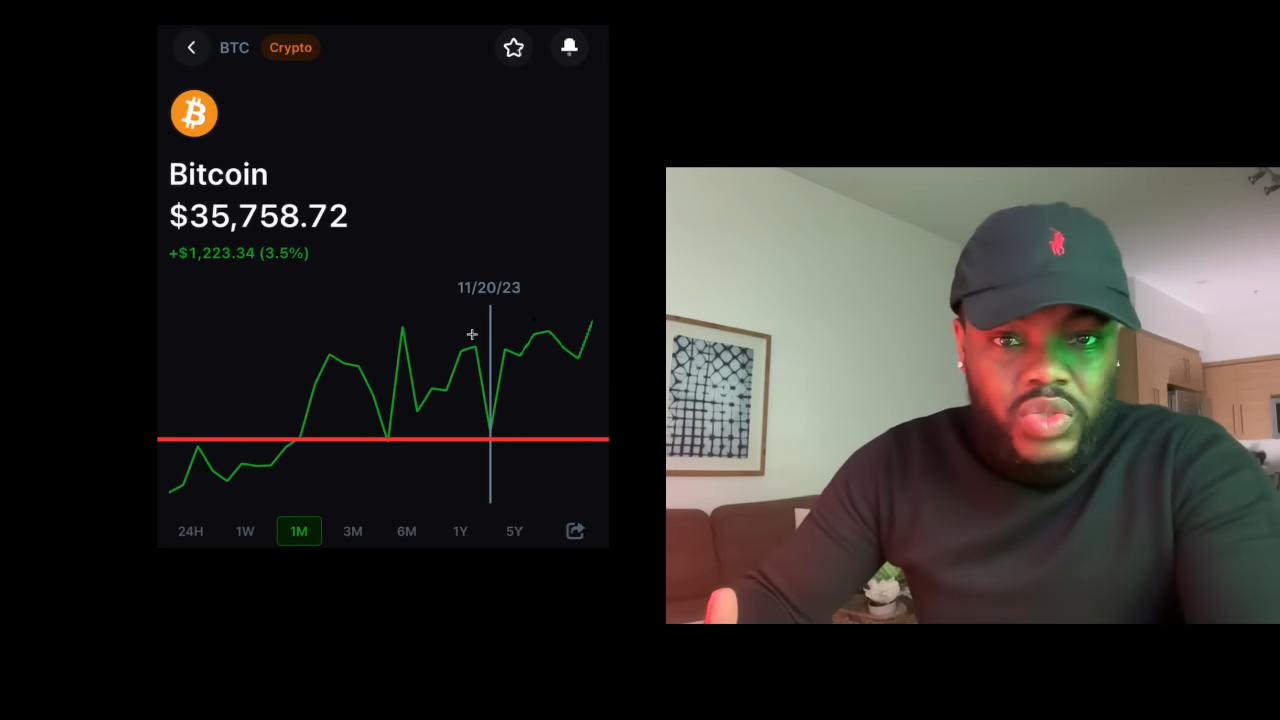 BTC Crypto
Bitcoin
$35,758.72
+$1,223.34 (3.5%)
11/20/23
24H 1W 1M 3M 6M 1Y 5Y